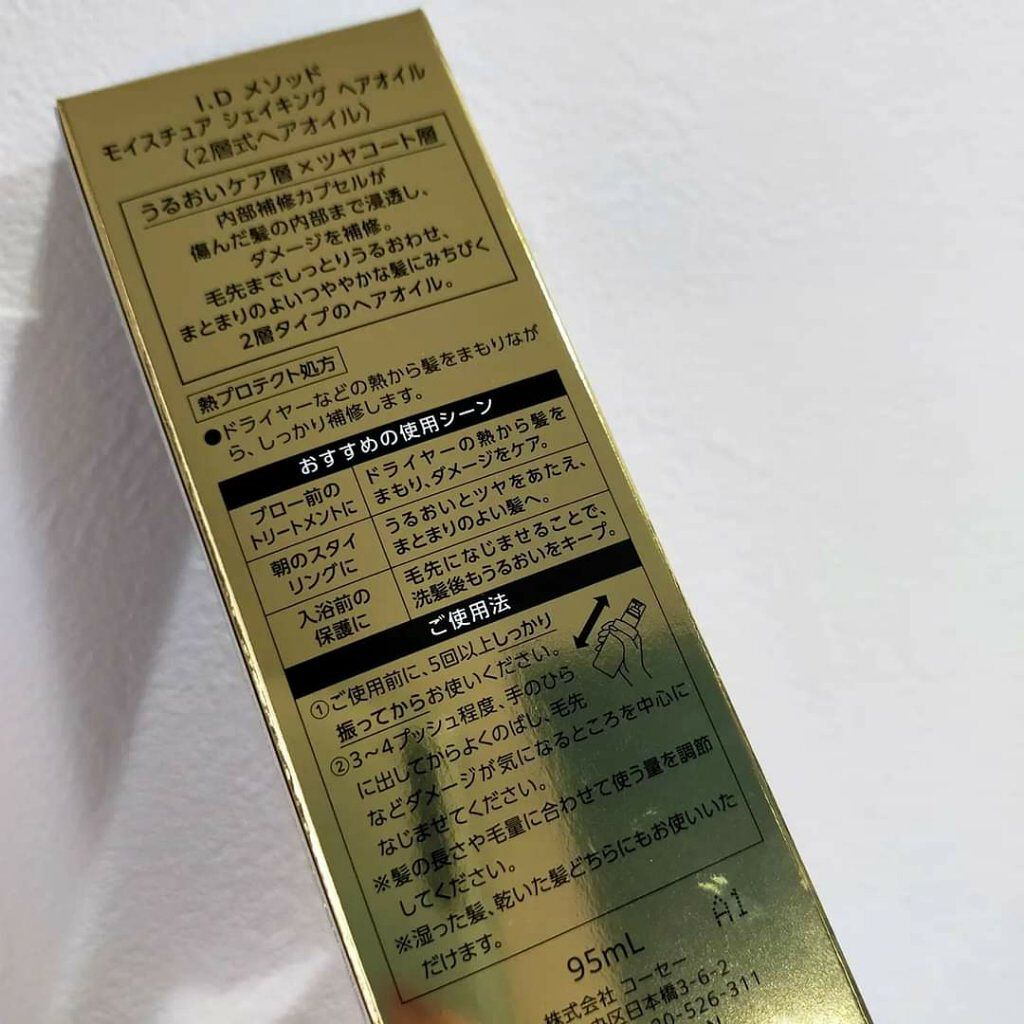 I.D メソッド
モイスチュア シェイキング ヘアオイル
〈2層式ヘアオイル〉
うるおいケア層×ツヤコート層
内部補修カプセルが
傷んだ髪の内部まで浸透し、
ダメージを補修。
毛先までしっとりうるおわせ、
まとまりのよいつややかな髪にみちびく
2層タイプのヘアオイル。
熱プロテクト処方
●ドライヤーなどの熱から髪をまもりなが
ら、しっかり補修します。
おすすめの使用シーン
ブロー前の
トリートメントに
ドライヤーの熱から髪を
まもり、ダメージをケア。
朝のスタイ
リングに
うるおいとツヤをあたえ、
まとまりのよい髪へ。
入浴前の
保護に
毛先になじませることで、
洗髪後もうるおいをキープ。
ご使用法
①ご使用前に、5回以上しっかり
振ってからお使いください。
②3〜4プッシュ程度、手のひら
に出してからよくのばし、毛先
などダメージが気になるところを中心に
なじませてください。
※髪の長さや毛量に合わせて使う量を調節
してください。
※湿った髪、乾いた髪どちらにもお使いいた
だけます。
95mL
A1
株式会社 コーセー
区日本橋3-6-2
20-526-311